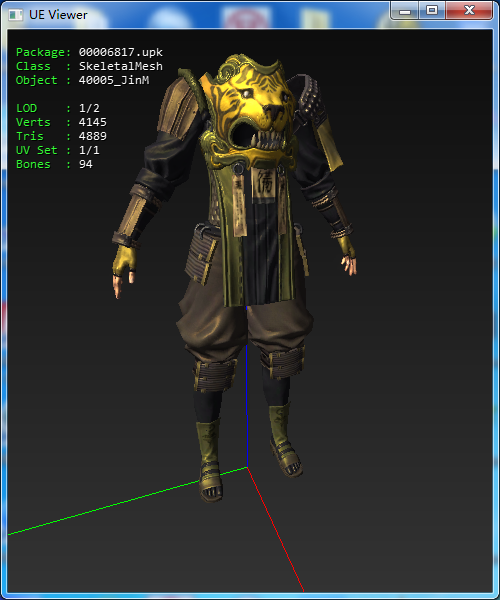 UE Viewer
Package: 00006817.upk
Class : SkeletalMesh
Object : 40005_JinM
LOD : 1/2
Verts : 4145
Tris : 4889
UV Set : 1/1
Bones : 94